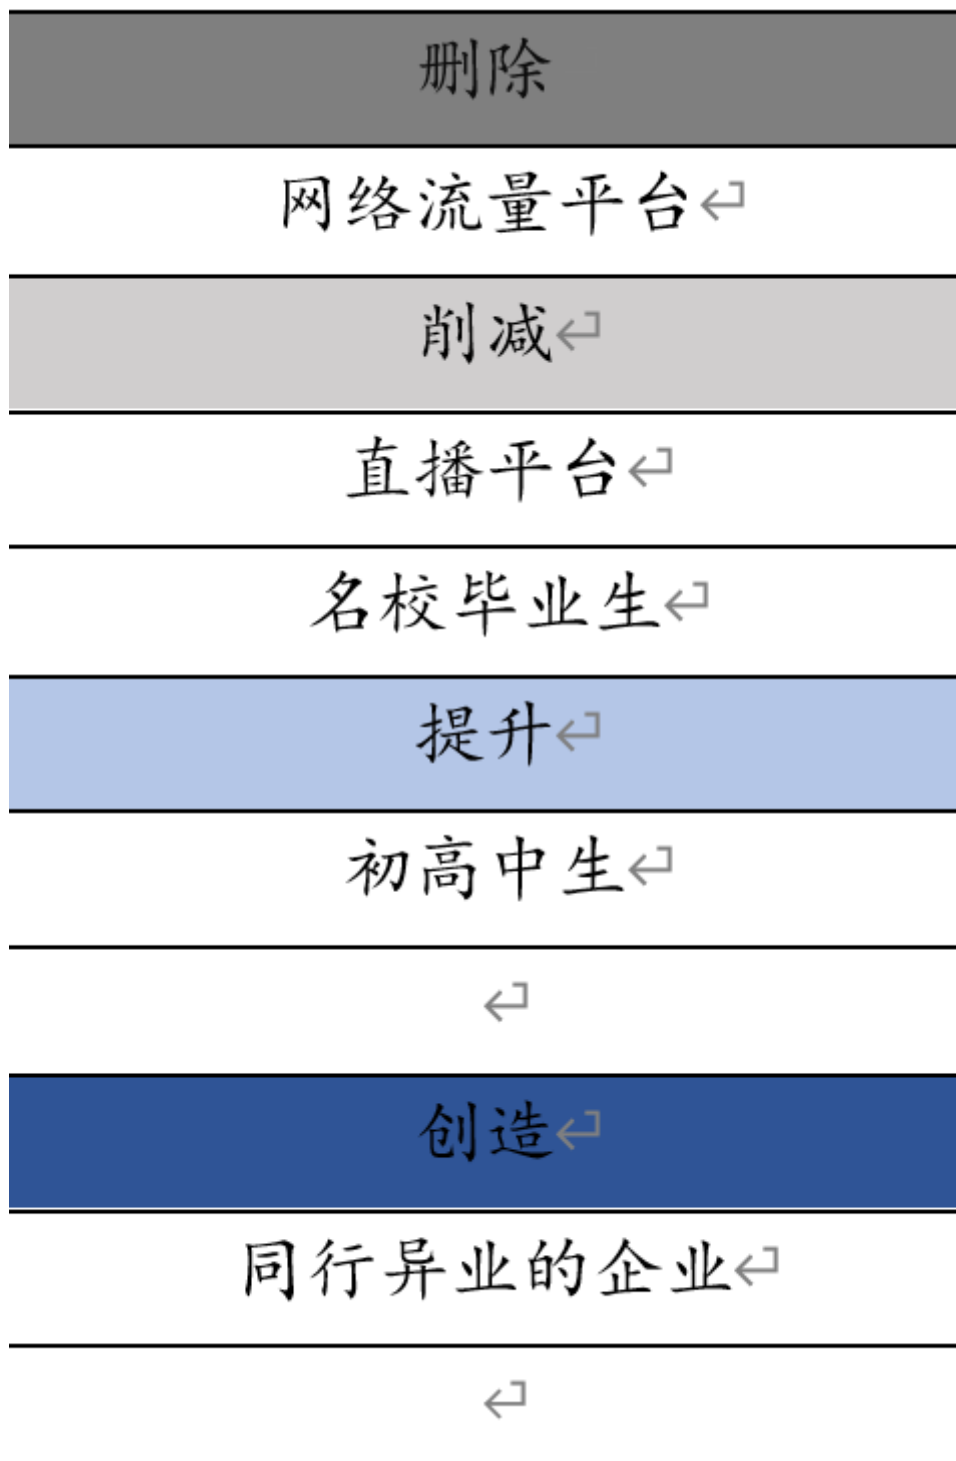 删除
网络流量平台
削减
直播平台
名校毕业生
提升
初高中生
创造
同行异业的企业